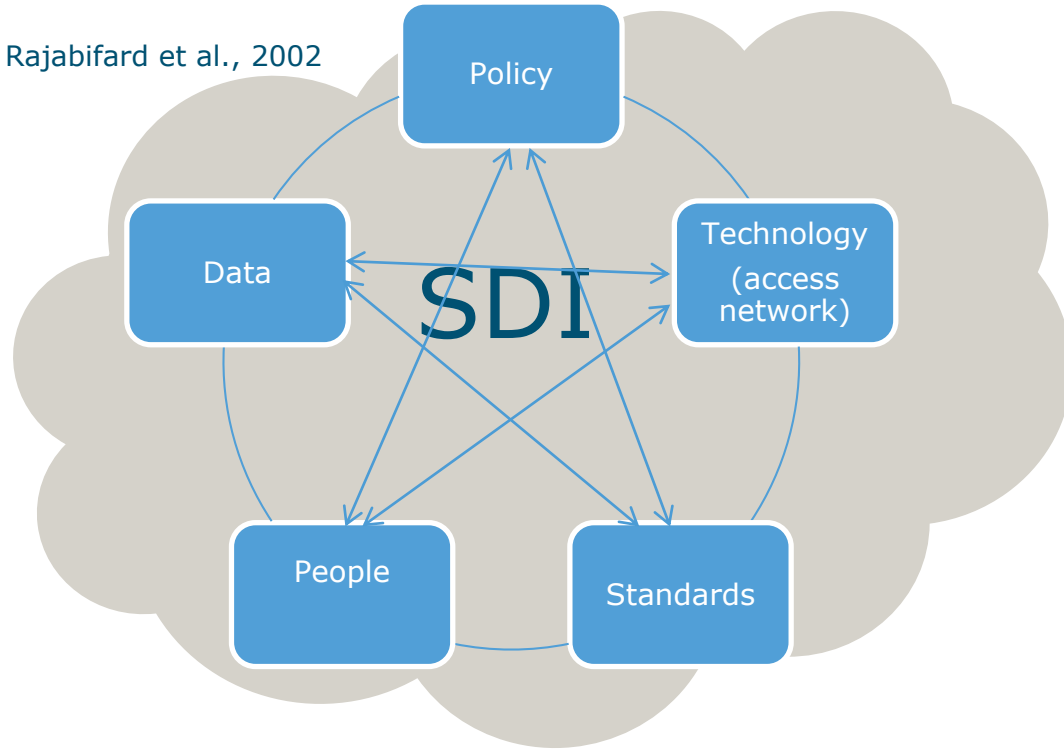 Rajabifard et al., 2002
Policy
Data
SDI
Technology
(access
network)
People
Standards